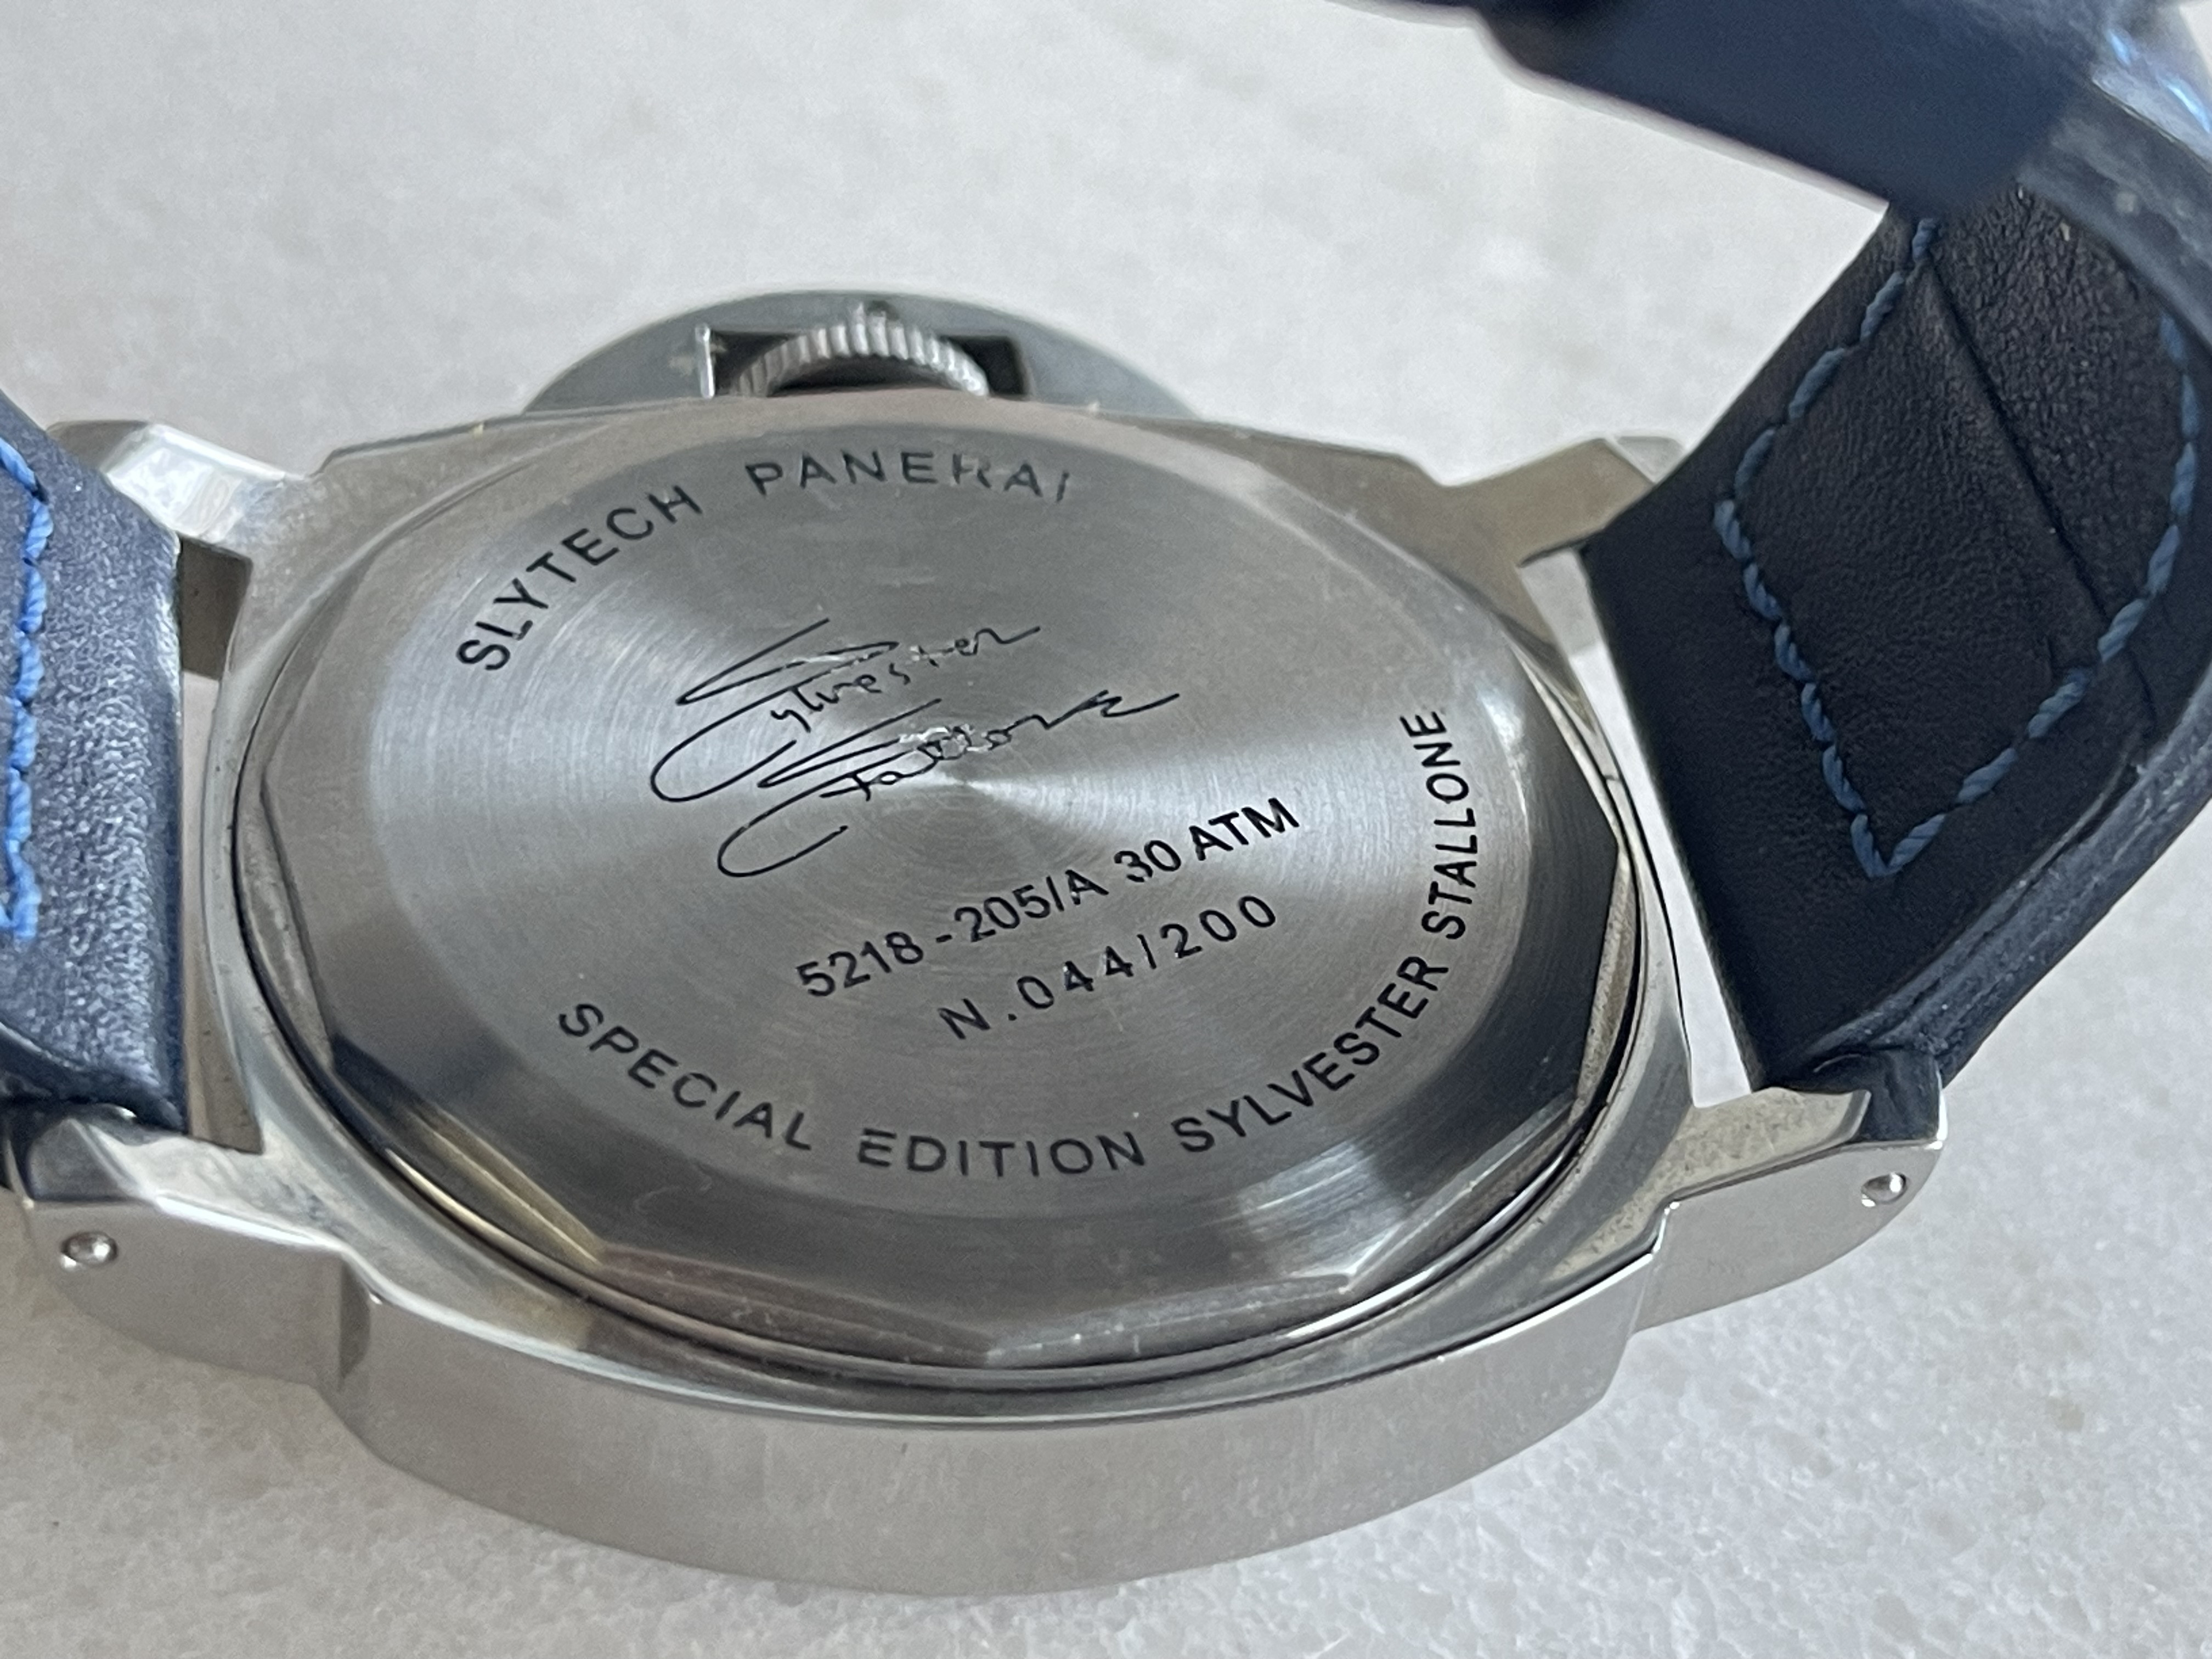 SLYTECH PANERAI
Sylvester
Stallone
5218-205/A 30 ATM
N.044/200
SPECIAL EDITION SYLVESTER STALLONE